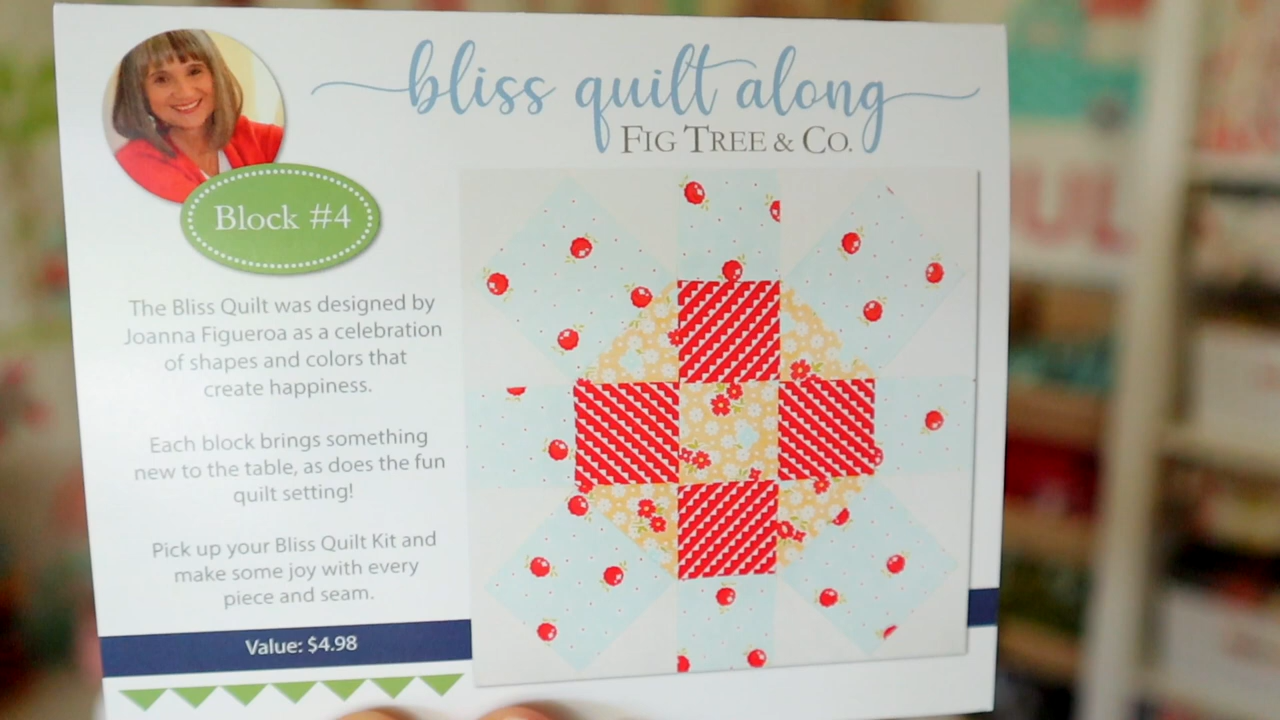 bliss quilt along
FIG TREE & CO.
Block #4
The Bliss Quilt was designed by
Joanna Figueroa as a celebration
of shapes and colors that
create happiness.
Each block brings something
new to the table, as does the fun
quilt setting!
Pick up your Bliss Quilt Kit and
make some joy with every
piece and seam.
Value: $4.98